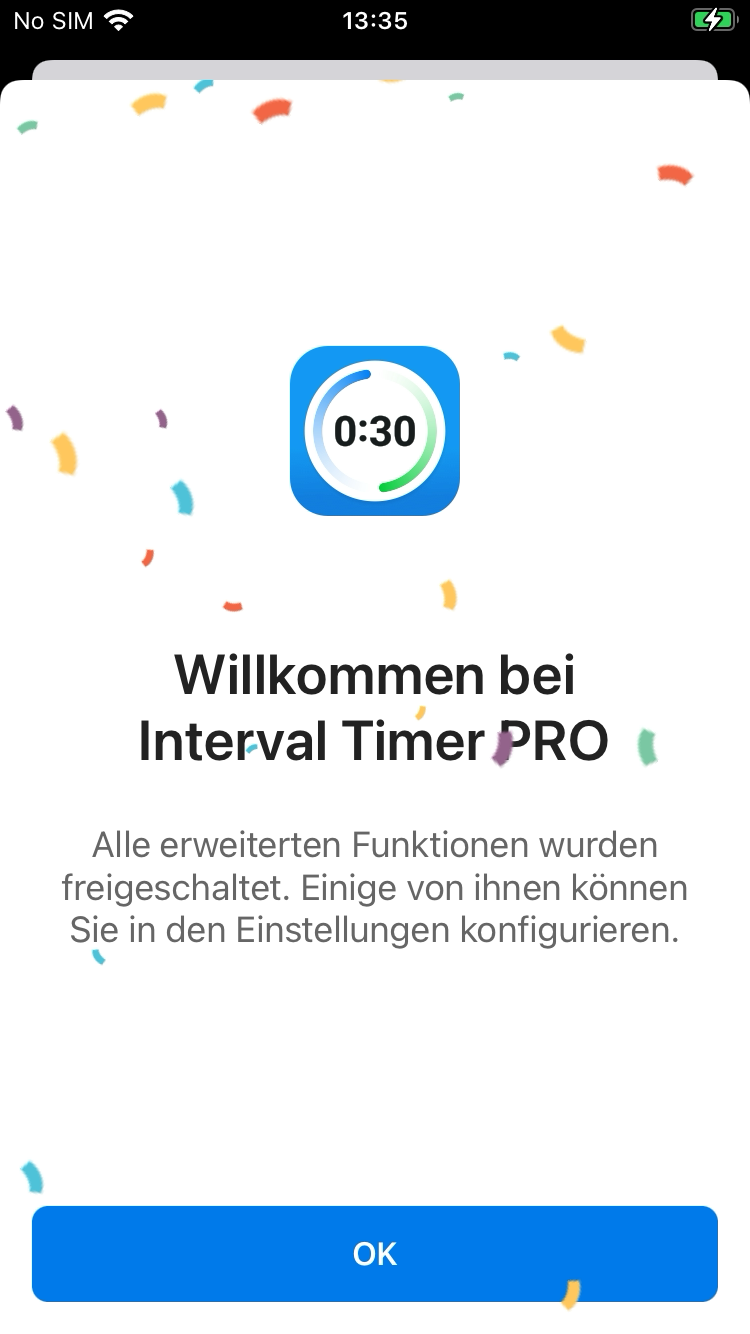 No SIM 13:35
0:30
Willkommen bei
Interval Timer PRO
Alle erweiterten Funktionen wurden
freigeschaltet. Einige von ihnen können
Sie in den Einstellungen konfigurieren.
OK